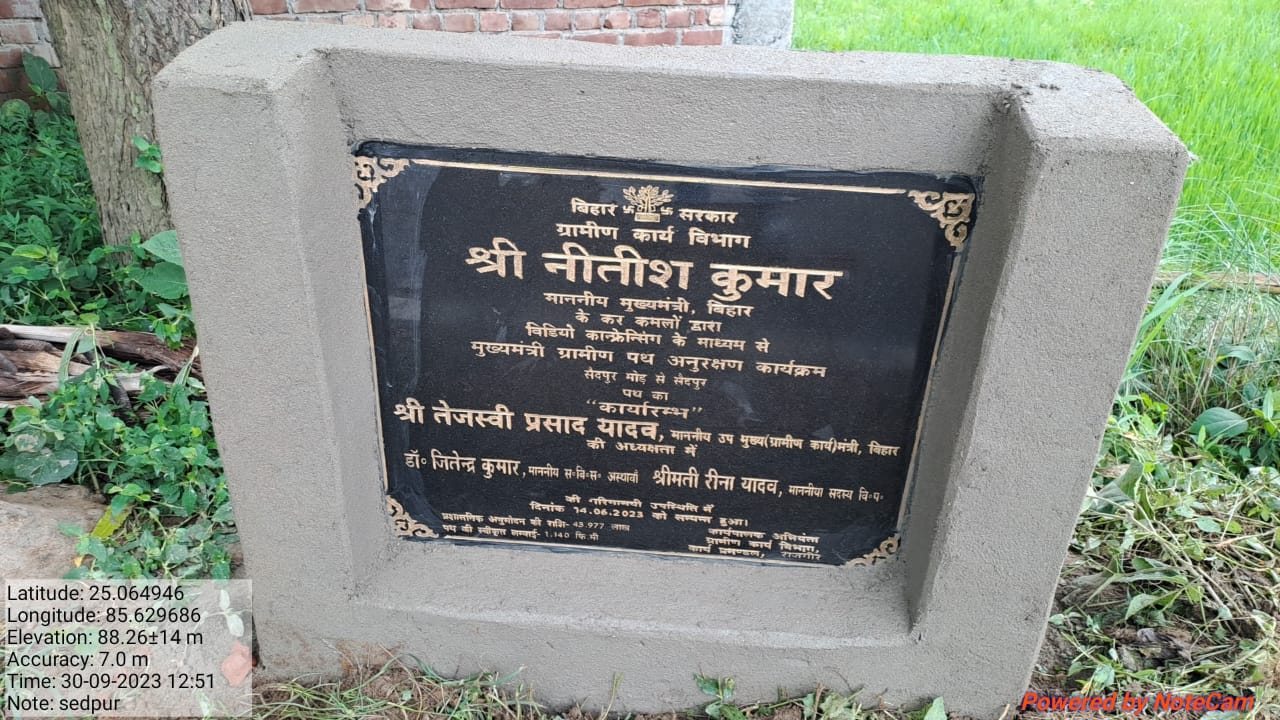 बिहार सरकार
ग्रामीण कार्य विभाग
श्री नीतीश कुमार
माननीय मुख्यमंत्री, बिहार
के कर कमलों द्वारा
विडियो कान्फ्रेन्सिंग के माध्यम से
मुख्यमंत्री ग्रामीण पथ अनुरक्षण कार्यक्रम
सैदपुर मोड़ से सैदपुर
पथ का
"कार्यारम्भ"
श्री तेजस्वी प्रसाद यादव, माननीय उप मुख्य(ग्रामीण कार्य)मंत्री, बिहार
की अध्यक्षता में
डॉ॰ जितेन्द्र कुमार, माननीय स॰वि॰स॰ अस्थावाँ श्रीमती रीना यादव, माननीया सदस्य वि॰प॰
की गरिमामयी उपस्थिति में
दिनांक 14.06.2023 को सम्पन्न हुआ।
प्रशासनिक अनुमोदन की राशि- 43.977 लाख
पथ की स्वीकृत लम्बाई- 1.140 कि.मी
कार्यपालक अभियंता
ग्रामीण कार्य विभाग,
कार्य प्रमण्डल, राजगीर
Latitude: 25.064946
Longitude: 85.629686
Elevation: 88.26±14 m
Accuracy: 7.0 m
Time: 30-09-2023 12:51
Note: sedpur
Powered by NoteCam